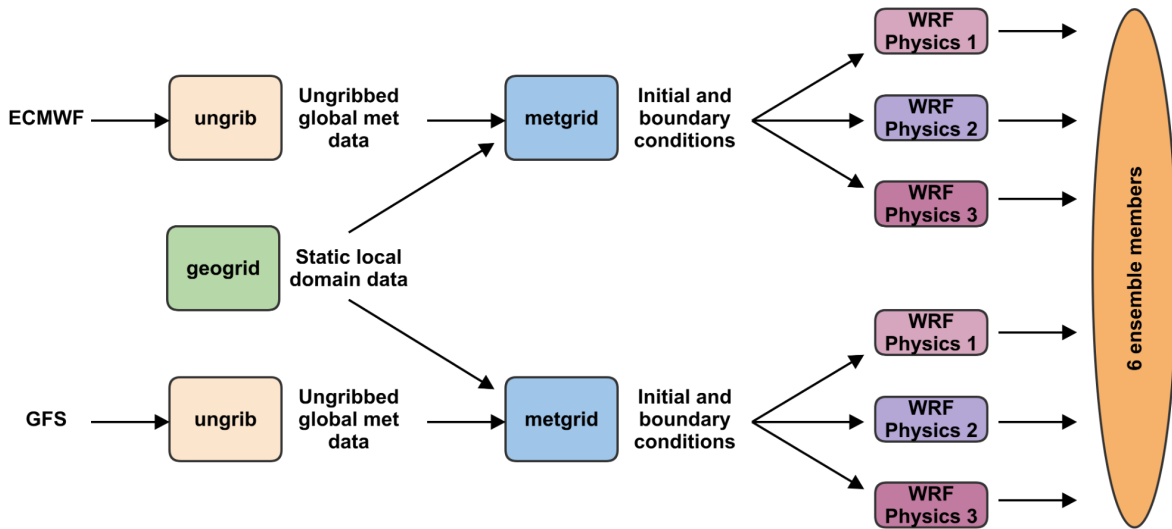 ECMWF
ungrib
Ungribbed
global met
data
metgrid
Initial and
boundary
conditions
WRF
Physics 1
WRF
Physics 2
WRF
Physics 3
geogrid
Static local
domain data
GFS
ungrib
Ungribbed
global met
data
metgrid
Initial and
boundary
conditions
WRF
Physics 1
WRF
Physics 2
WRF
Physics 3
6 ensemble members